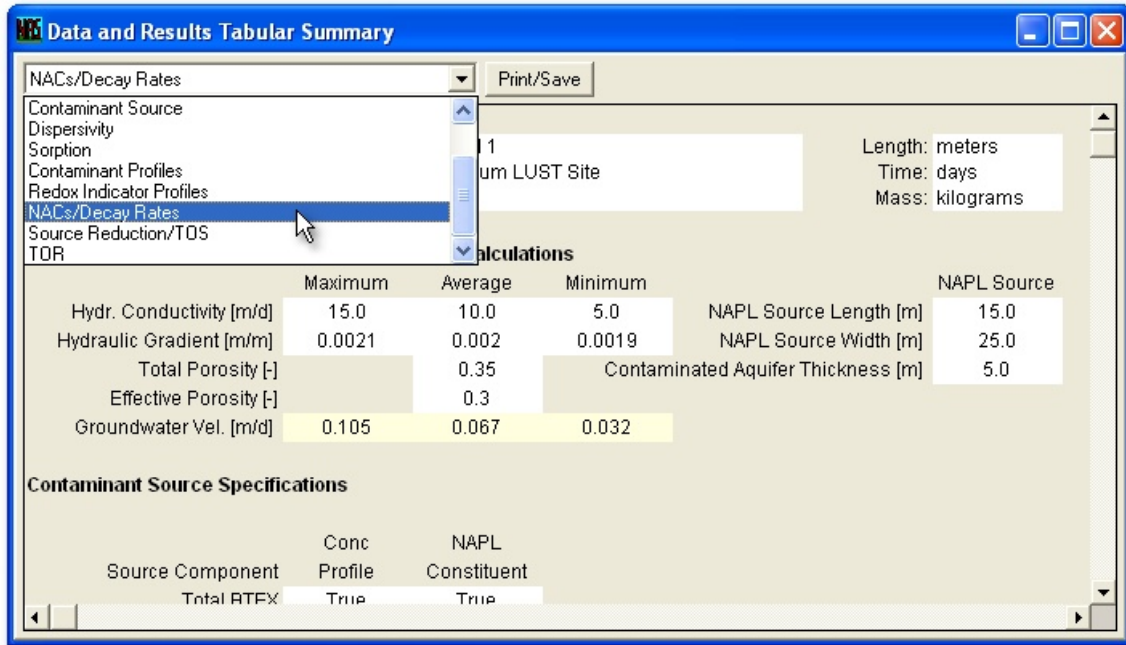 NAS Data and Results Tabular Summary
NACs/Decay Rates Print/Save
Contaminant Source
Dispersivity
Sorption
Contaminant Profiles
Redox Indicator Profiles
NACs/Decay Rates
Source Reduction/TOS
TOR
1 Length: meters
um LUST Site Time: days
Mass: kilograms
alculations
Maximum Average Minimum NAPL Source
Hydr. Conductivity [m/d] 15.0 10.0 5.0 NAPL Source Length [m] 15.0
Hydraulic Gradient [m/m] 0.0021 0.002 0.0019 NAPL Source Width [m] 25.0
Total Porosity [-] 0.35 Contaminated Aquifer Thickness [m] 5.0
Effective Porosity [-] 0.3
Groundwater Vel. [m/d] 0.105 0.067 0.032
Contaminant Source Specifications
Conc NAPL
Source Component Profile Constituent
Total BTEX True True